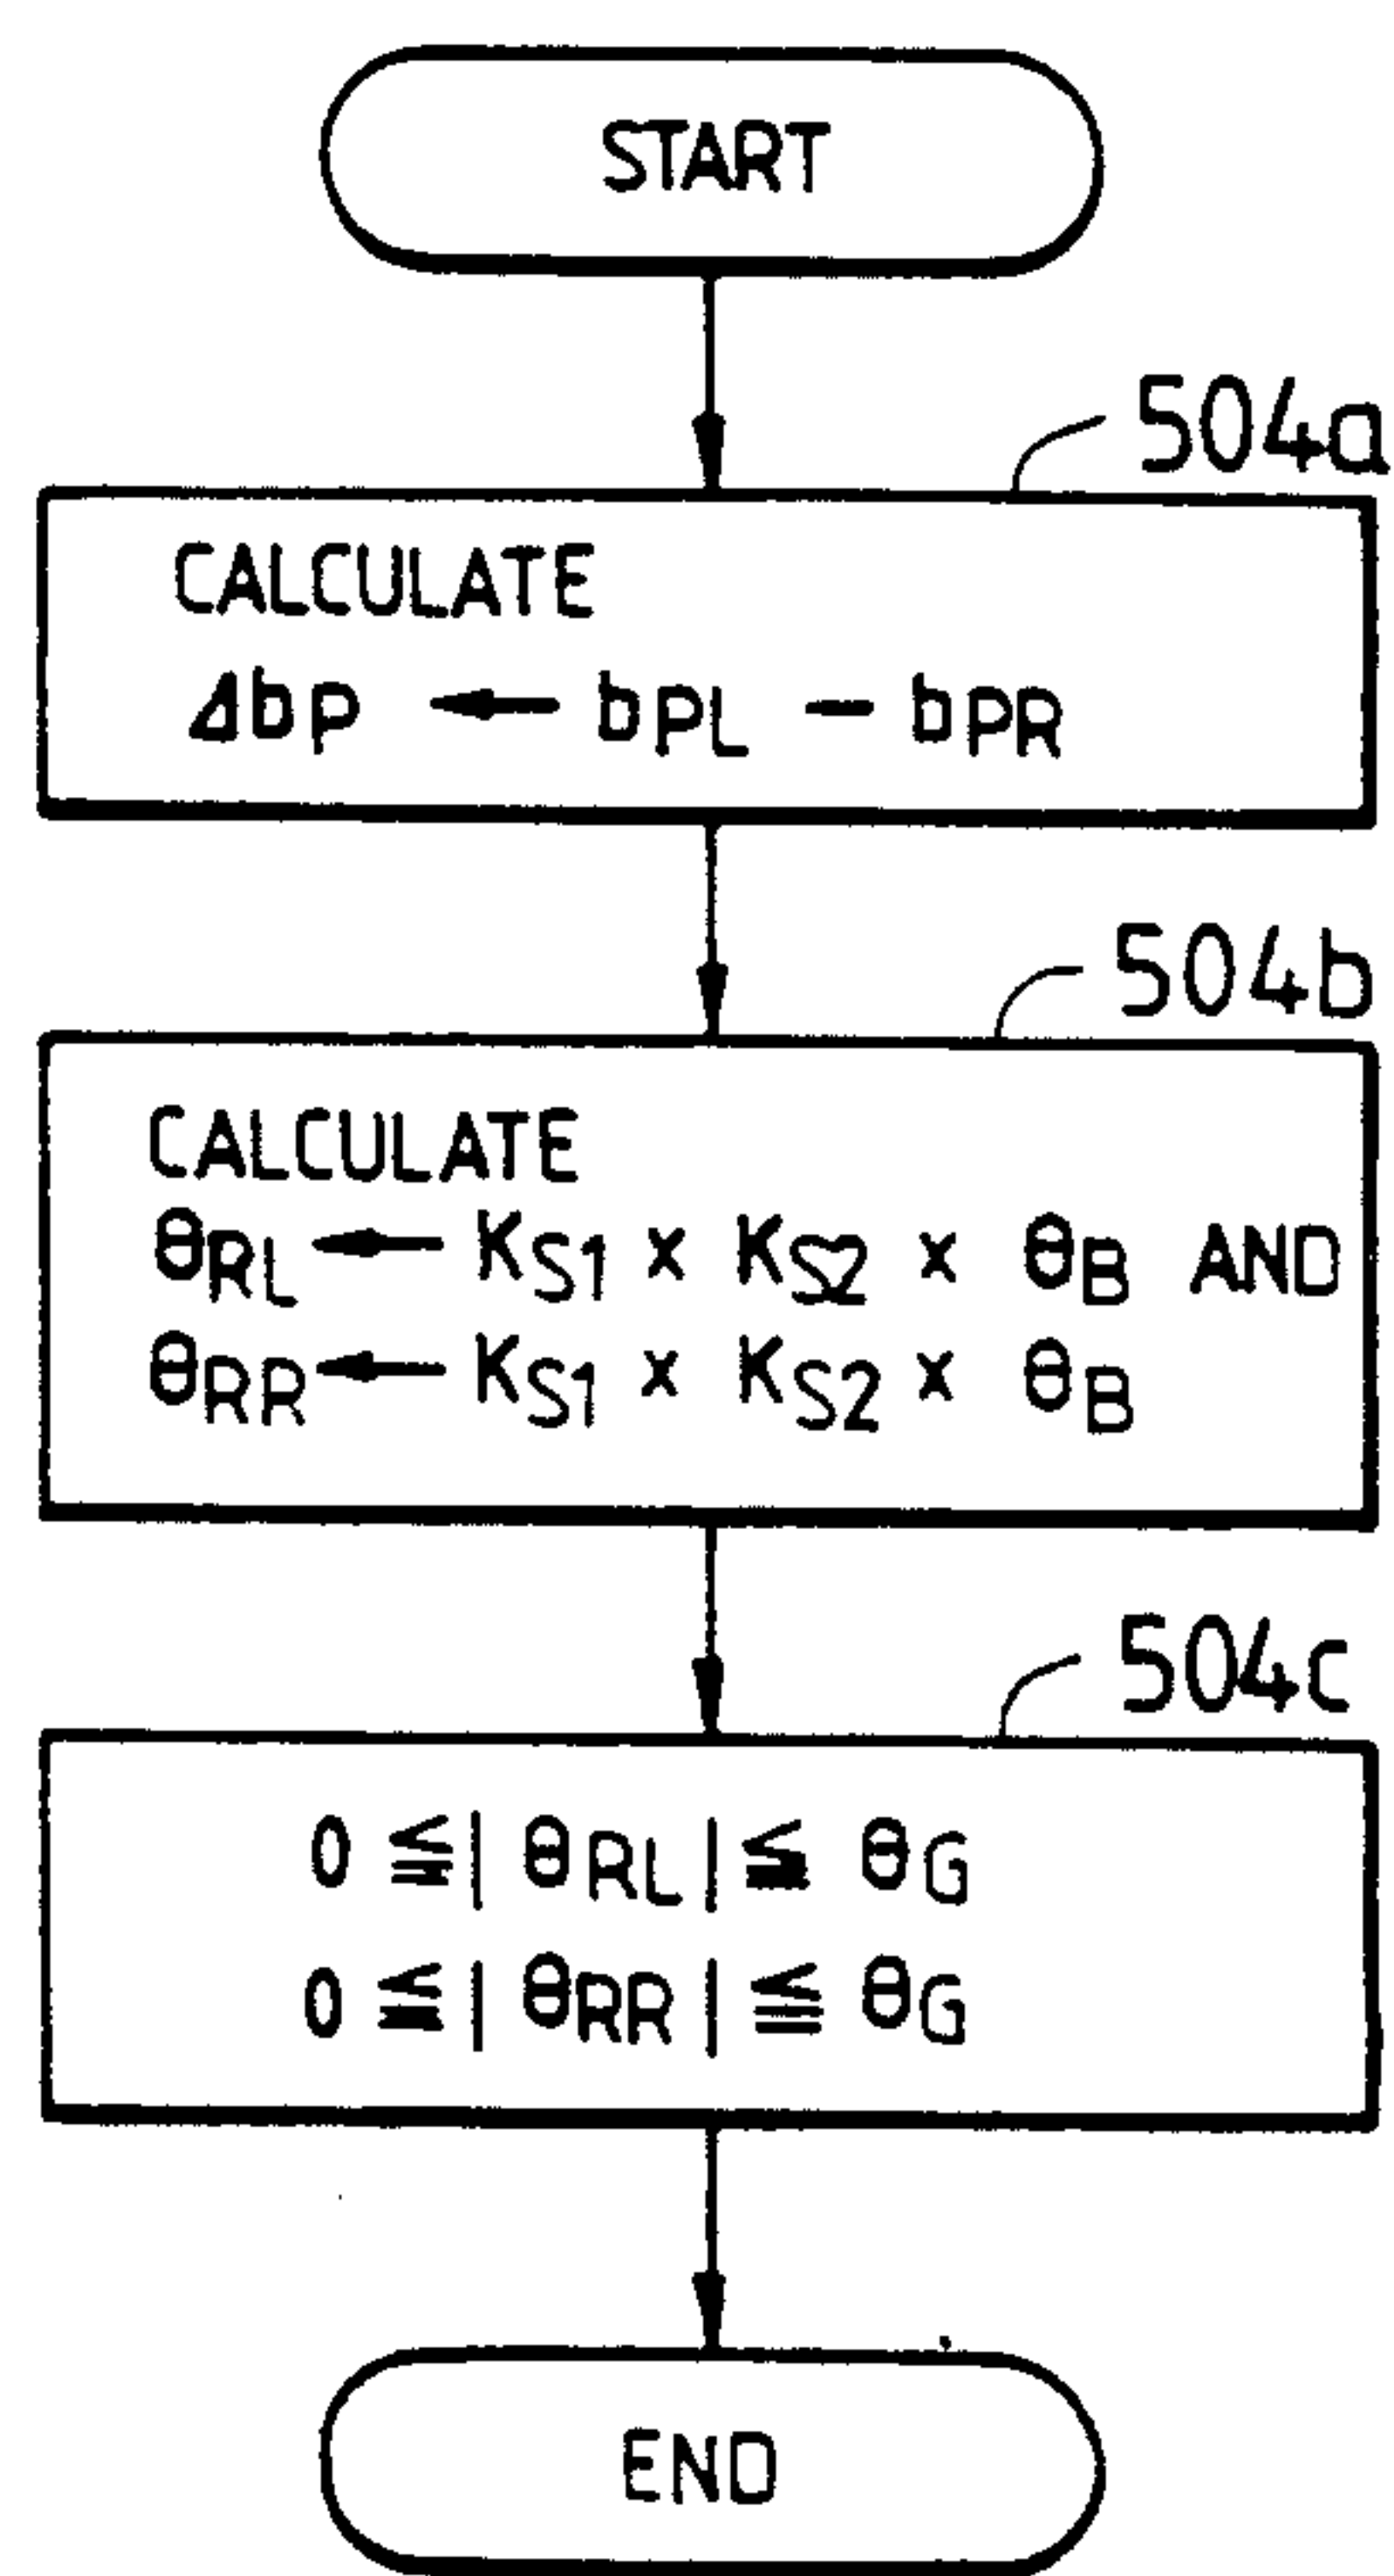 START
504a
CALCULATE
Δbp ← bPL − bPR
504b
CALCULATE
θRL ← KS1 x KS2 x θB AND
θRR ← KS1 x KS2 x θB
504c
0 ≦ | θRL | ≦ θG
0 ≦ | θRR | ≦ θG
END